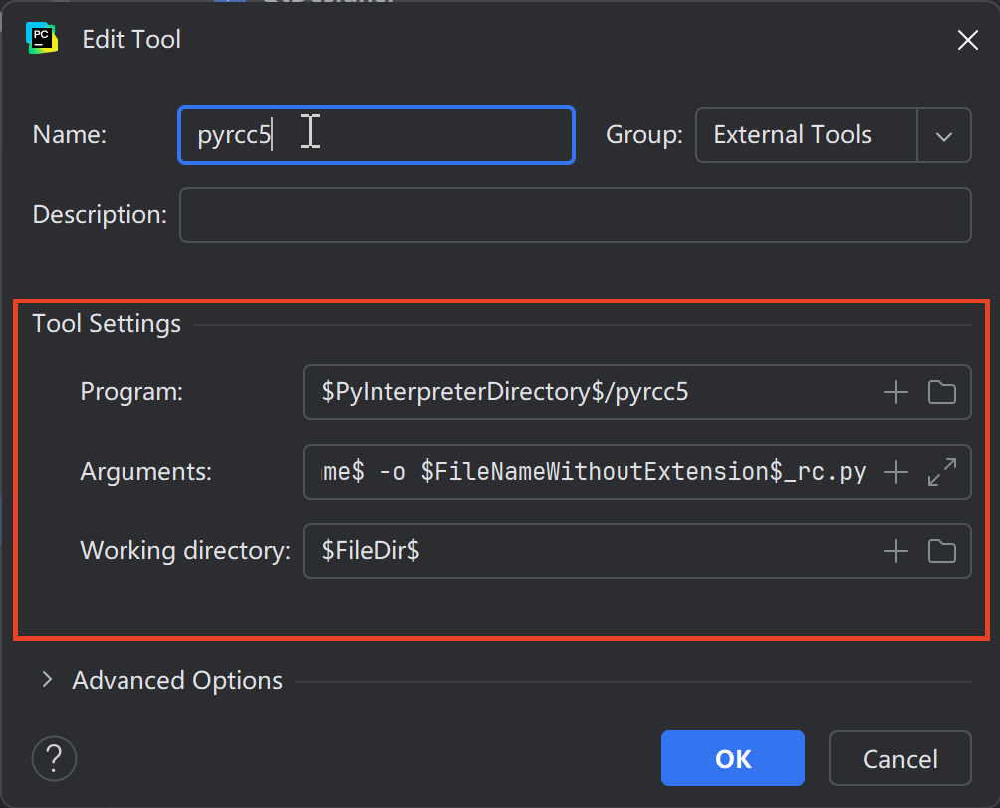 PC
Edit Tool
Name: pyrcc5 Group: External Tools
Description:
Tool Settings
Program: $PyInterpreterDirectory$/pyrcc5
Arguments: me$ -o $FileNameWithoutExtension$_rc.py
Working directory: $FileDir$
Advanced Options
?
OK Cancel